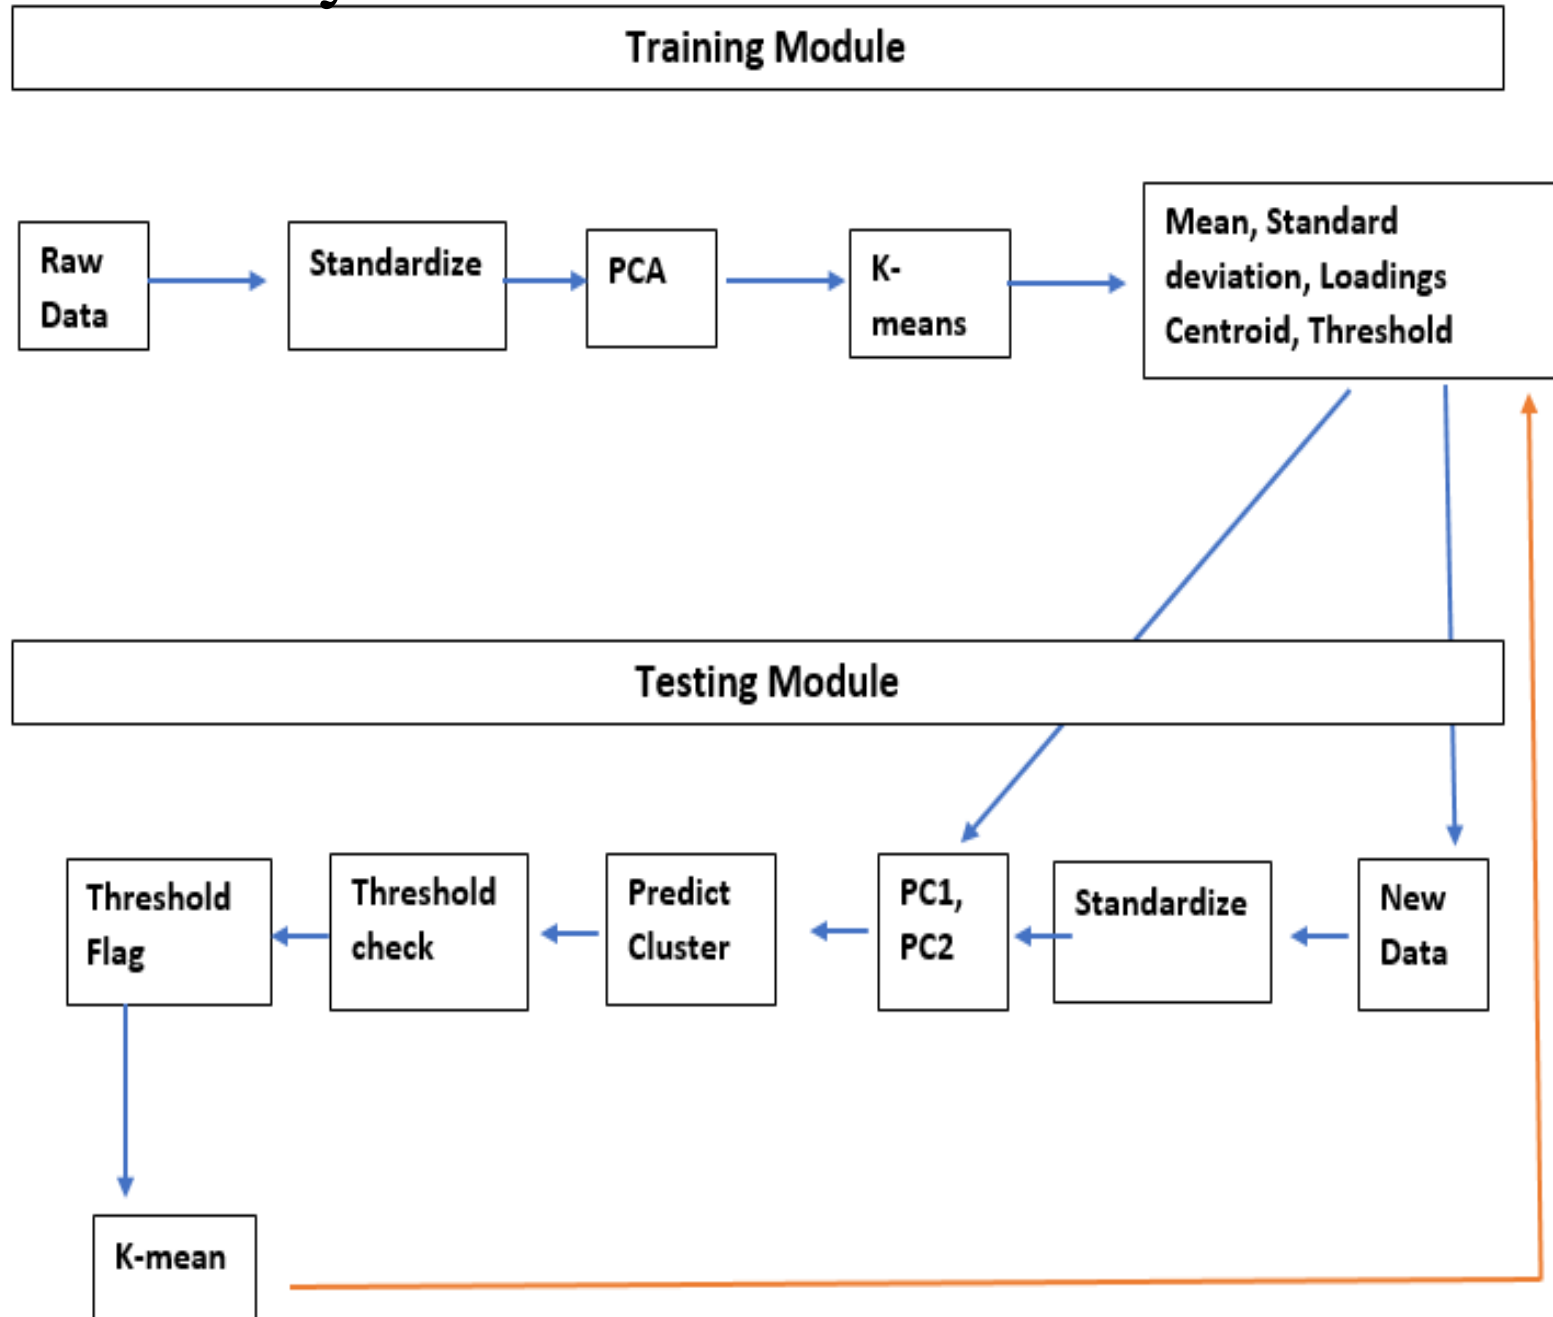 Training Module
Raw
Data
Standardize
PCA
K-
means
Mean, Standard
deviation, Loadings
Centroid, Threshold
Testing Module
Threshold
Flag
Threshold
check
Predict
Cluster
PC1,
PC2
Standardize
New
Data
K-mean